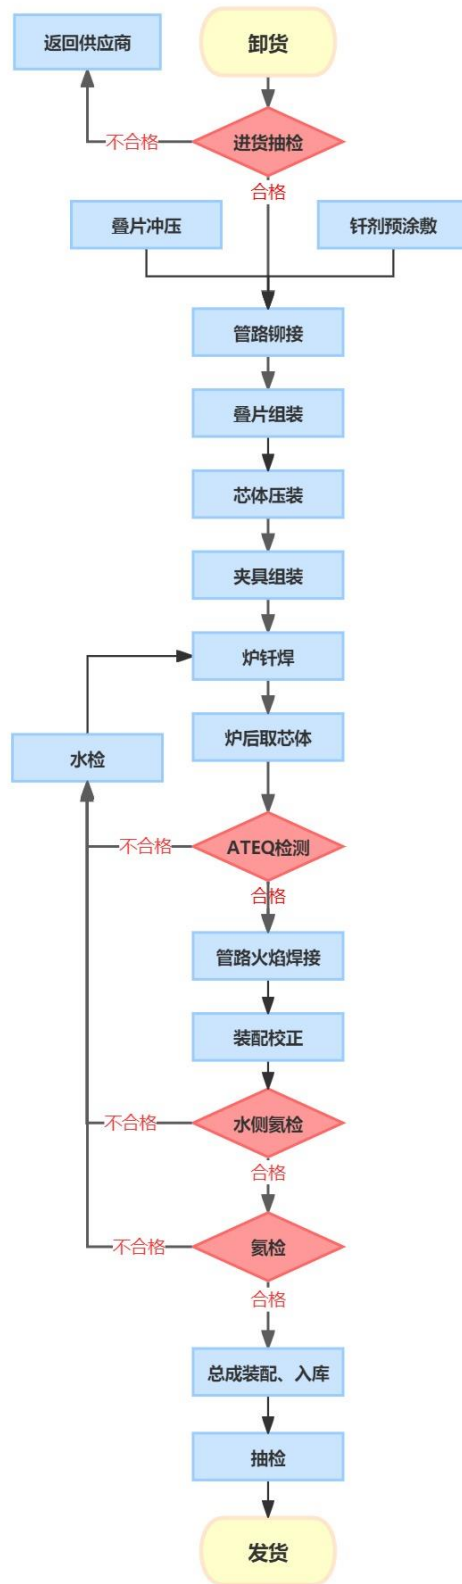 返回供应商
卸货
不合格
进货抽检
合格
叠片冲压
钎剂预涂敷
管路铆接
叠片组装
芯体压装
夹具组装
炉钎焊
水检
炉后取芯体
不合格
ATEQ检测
合格
管路火焰焊接
装配校正
不合格
水侧氦检
合格
不合格
氦检
合格
总成装配、入库
抽检
发货